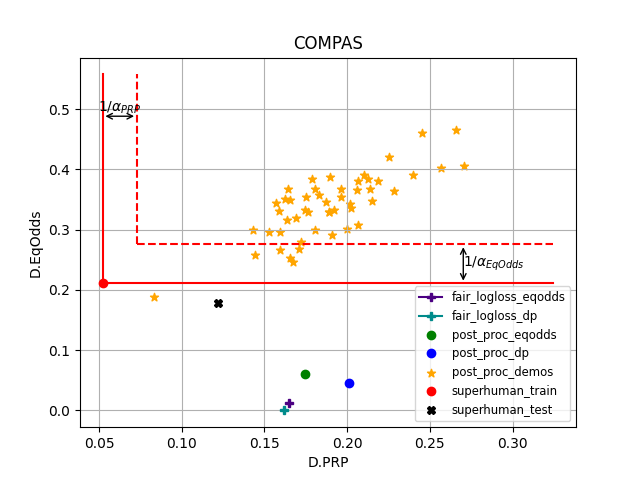 COMPAS
D.EqOdds
0.5
0.4
0.3
0.2
0.1
0.0
1/α_PRP
1/α_EqOdds
fair_logloss_eqodds
fair_logloss_dp
post_proc_eqodds
post_proc_dp
post_proc_demos
superhuman_train
superhuman_test
0.05 0.10 0.15 0.20 0.25 0.30
D.PRP